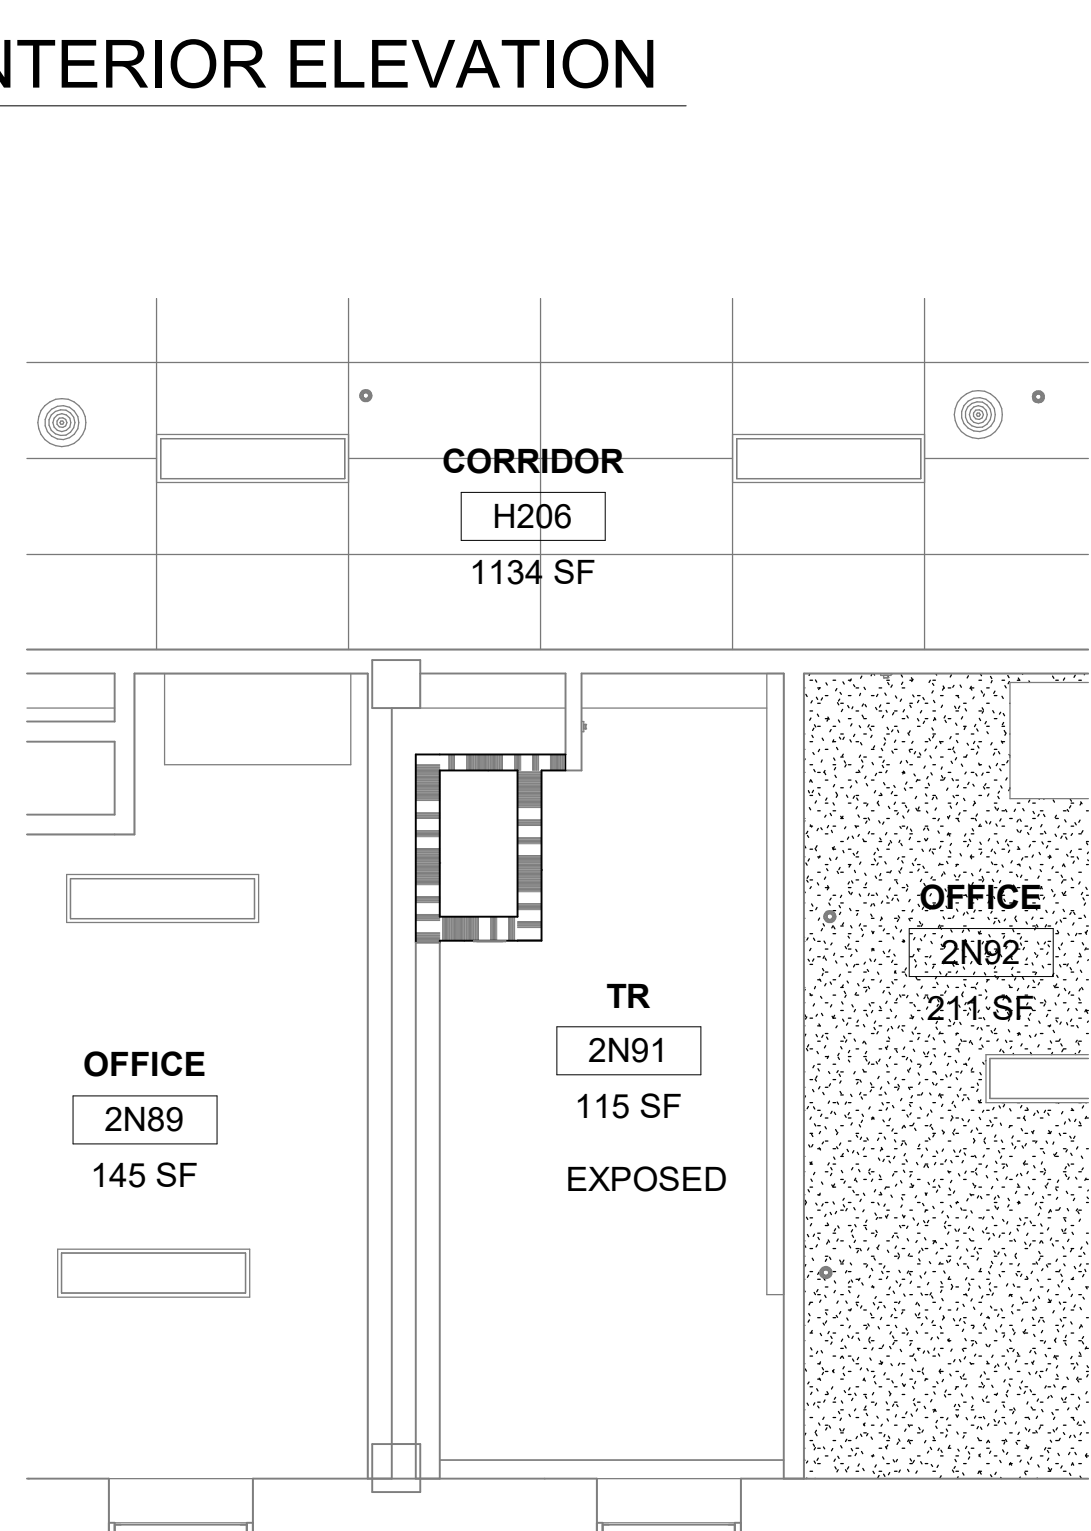 NTERIOR ELEVATION
CORRIDOR
H206
1134 SF
OFFICE
2N92
211 SF
TR
2N91
115 SF
EXPOSED
OFFICE
2N89
145 SF